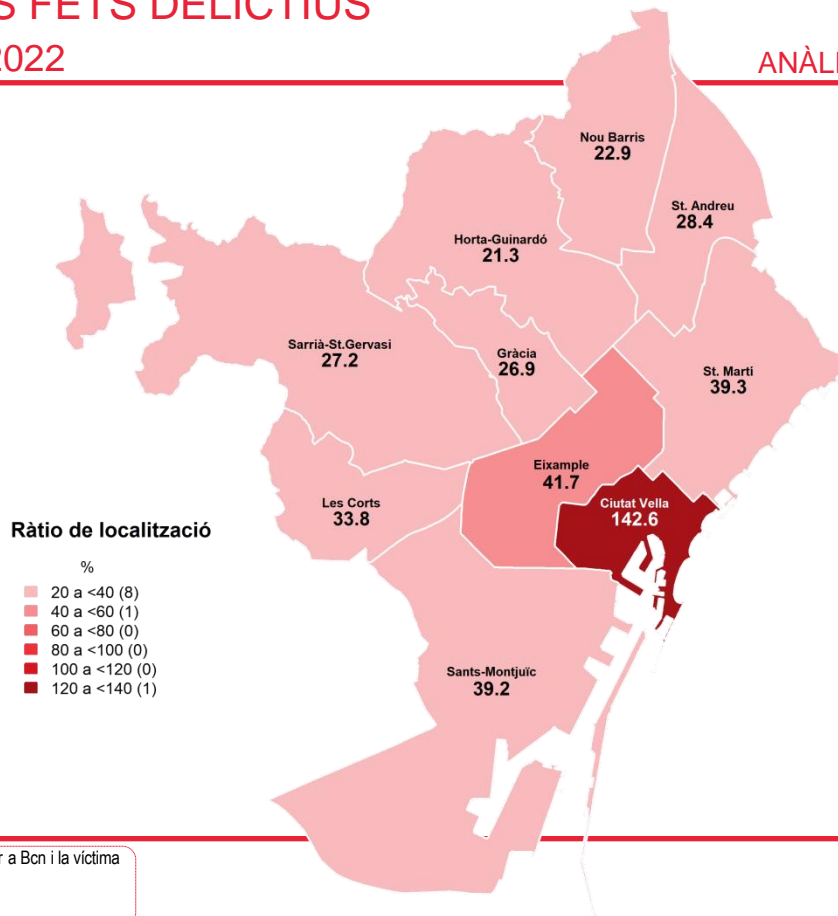 S FETS DELICTIUS
2022
ANÀLI
Nou Barris
22.9
St. Andreu
28.4
Horta-Guinardó
21.3
Sarrià-St.Gervasi
27.2
Gràcia
26.9
St. Martí
39.3
Eixample
41.7
Ciutat Vella
142.6
Les Corts
33.8
Ràtio de localització
%
20 a <40 (8)
40 a <60 (1)
60 a <80 (0)
80 a <100 (0)
100 a <120 (0)
120 a <140 (1)
Sants-Montjuïc
39.2
r a Bcn i la víctima